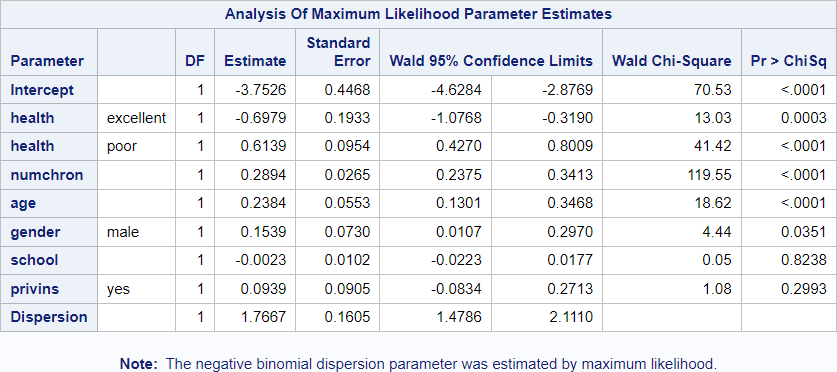 Analysis Of Maximum Likelihood Parameter Estimates
Parameter DF Estimate Standard Error Wald 95% Confidence Limits Wald Chi-Square Pr > ChiSq
Intercept 1 -3.7526 0.4468 -4.6284 -2.8769 70.53 <.0001
health excellent 1 -0.6979 0.1933 -1.0768 -0.3190 13.03 0.0003
health poor 1 0.6139 0.0954 0.4270 0.8009 41.42 <.0001
numchron 1 0.2894 0.0265 0.2375 0.3413 119.55 <.0001
age 1 0.2384 0.0553 0.1301 0.3468 18.62 <.0001
gender male 1 0.1539 0.0730 0.0107 0.2970 4.44 0.0351
school 1 -0.0023 0.0102 -0.0223 0.0177 0.05 0.8238
privins yes 1 0.0939 0.0905 -0.0834 0.2713 1.08 0.2993
Dispersion 1 1.7667 0.1605 1.4786 2.1110
Note: The negative binomial dispersion parameter was estimated by maximum likelihood.